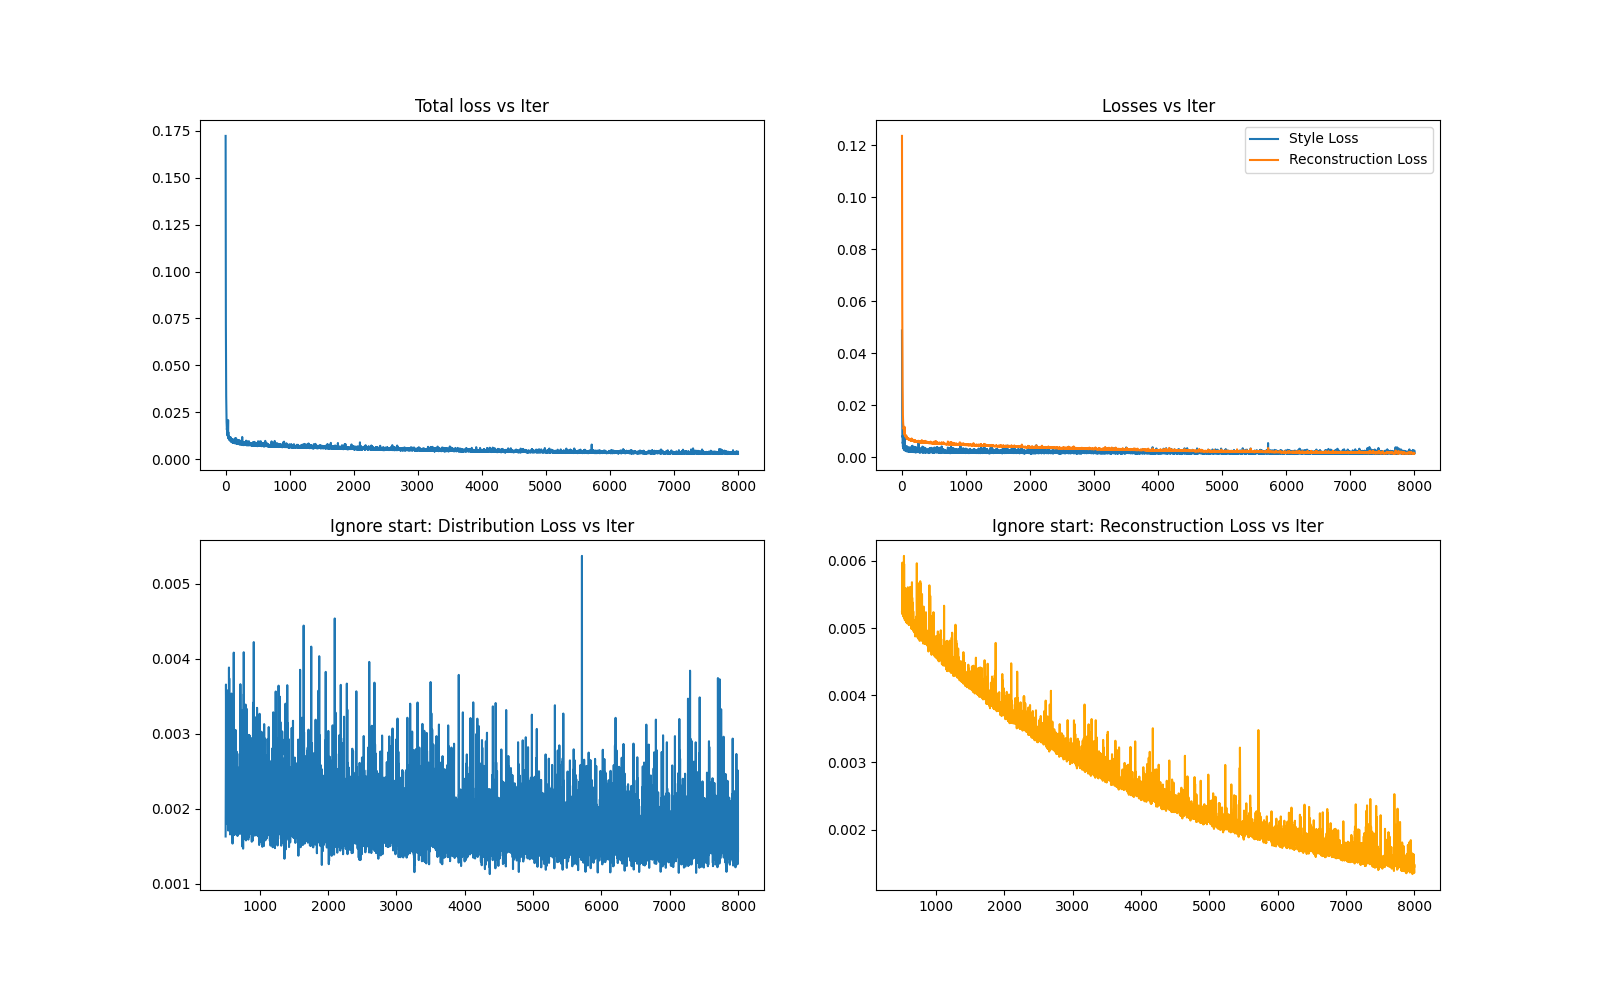 Total loss vs Iter
0.175
0.150
0.125
0.100
0.075
0.050
0.025
0.000
0 1000 2000 3000 4000 5000 6000 7000 8000
Losses vs Iter
Style Loss
Reconstruction Loss
0.12
0.10
0.08
0.06
0.04
0.02
0.00
0 1000 2000 3000 4000 5000 6000 7000 8000
Ignore start: Distribution Loss vs Iter
0.005
0.004
0.003
0.002
0.001
1000 2000 3000 4000 5000 6000 7000 8000
Ignore start: Reconstruction Loss vs Iter
0.006
0.005
0.004
0.003
0.002
1000 2000 3000 4000 5000 6000 7000 8000